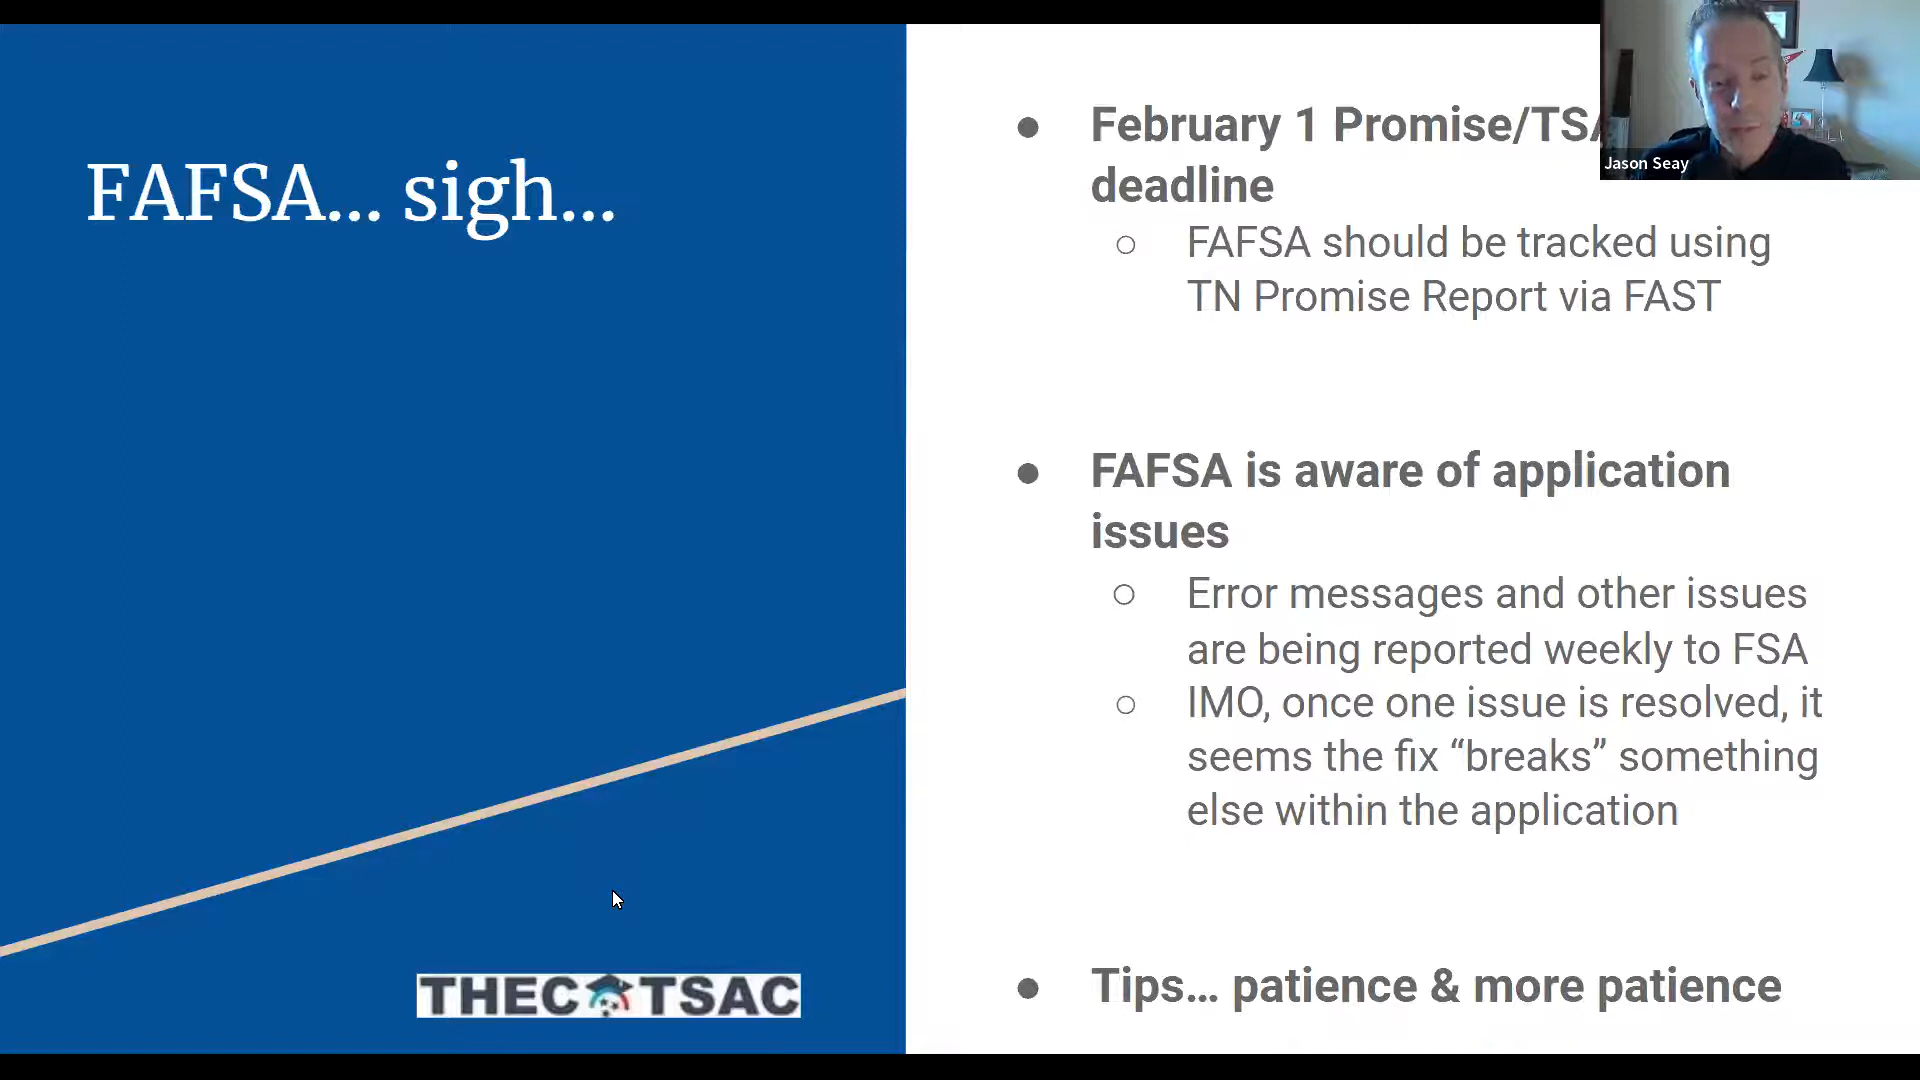 FAFSA... sigh...
● February 1 Promise/TSA
deadline
○ FAFSA should be tracked using
TN Promise Report via FAST
● FAFSA is aware of application
issues
○ Error messages and other issues
are being reported weekly to FSA
○ IMO, once one issue is resolved, it
seems the fix “breaks” something
else within the application
● Tips... patience & more patience
THEC TSAC
Jason Seay